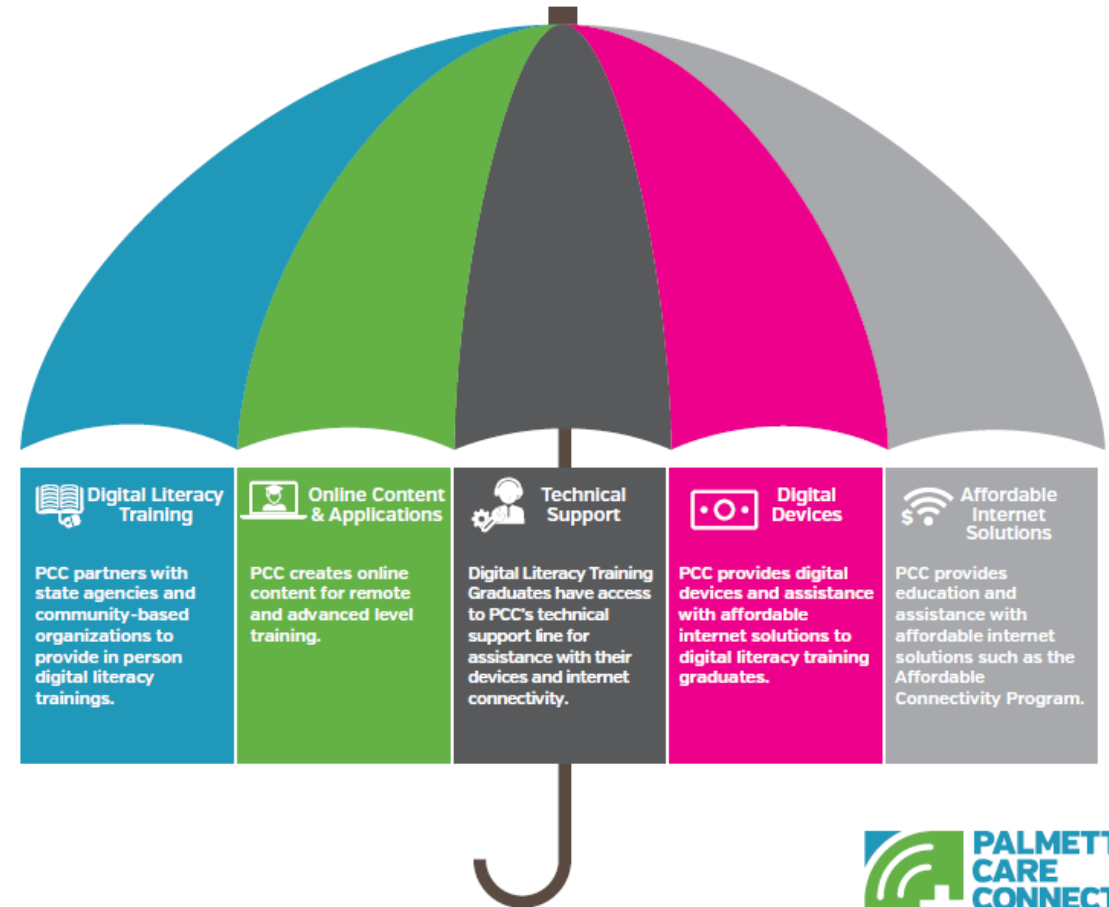 Digital Literacy
Training
PCC partners with
state agencies and
community-based
organizations to
provide in person
digital literacy
trainings.
Online Content
& Applications
PCC creates online
content for remote
and advanced level
training.
Technical
Support
Digital Literacy Training
Graduates have access
to PCC's technical
support line for
assistance with their
devices and internet
connectivity.
Digital
Devices
PCC provides digital
devices and assistance
with affordable
internet solutions to
digital literacy training
graduates.
$
Affordable
Internet
Solutions
PCC provides
education and
assistance with
affordable internet
solutions such as the
Affordable
Connectivity Program.
PALMETT
CARE
CONNECT